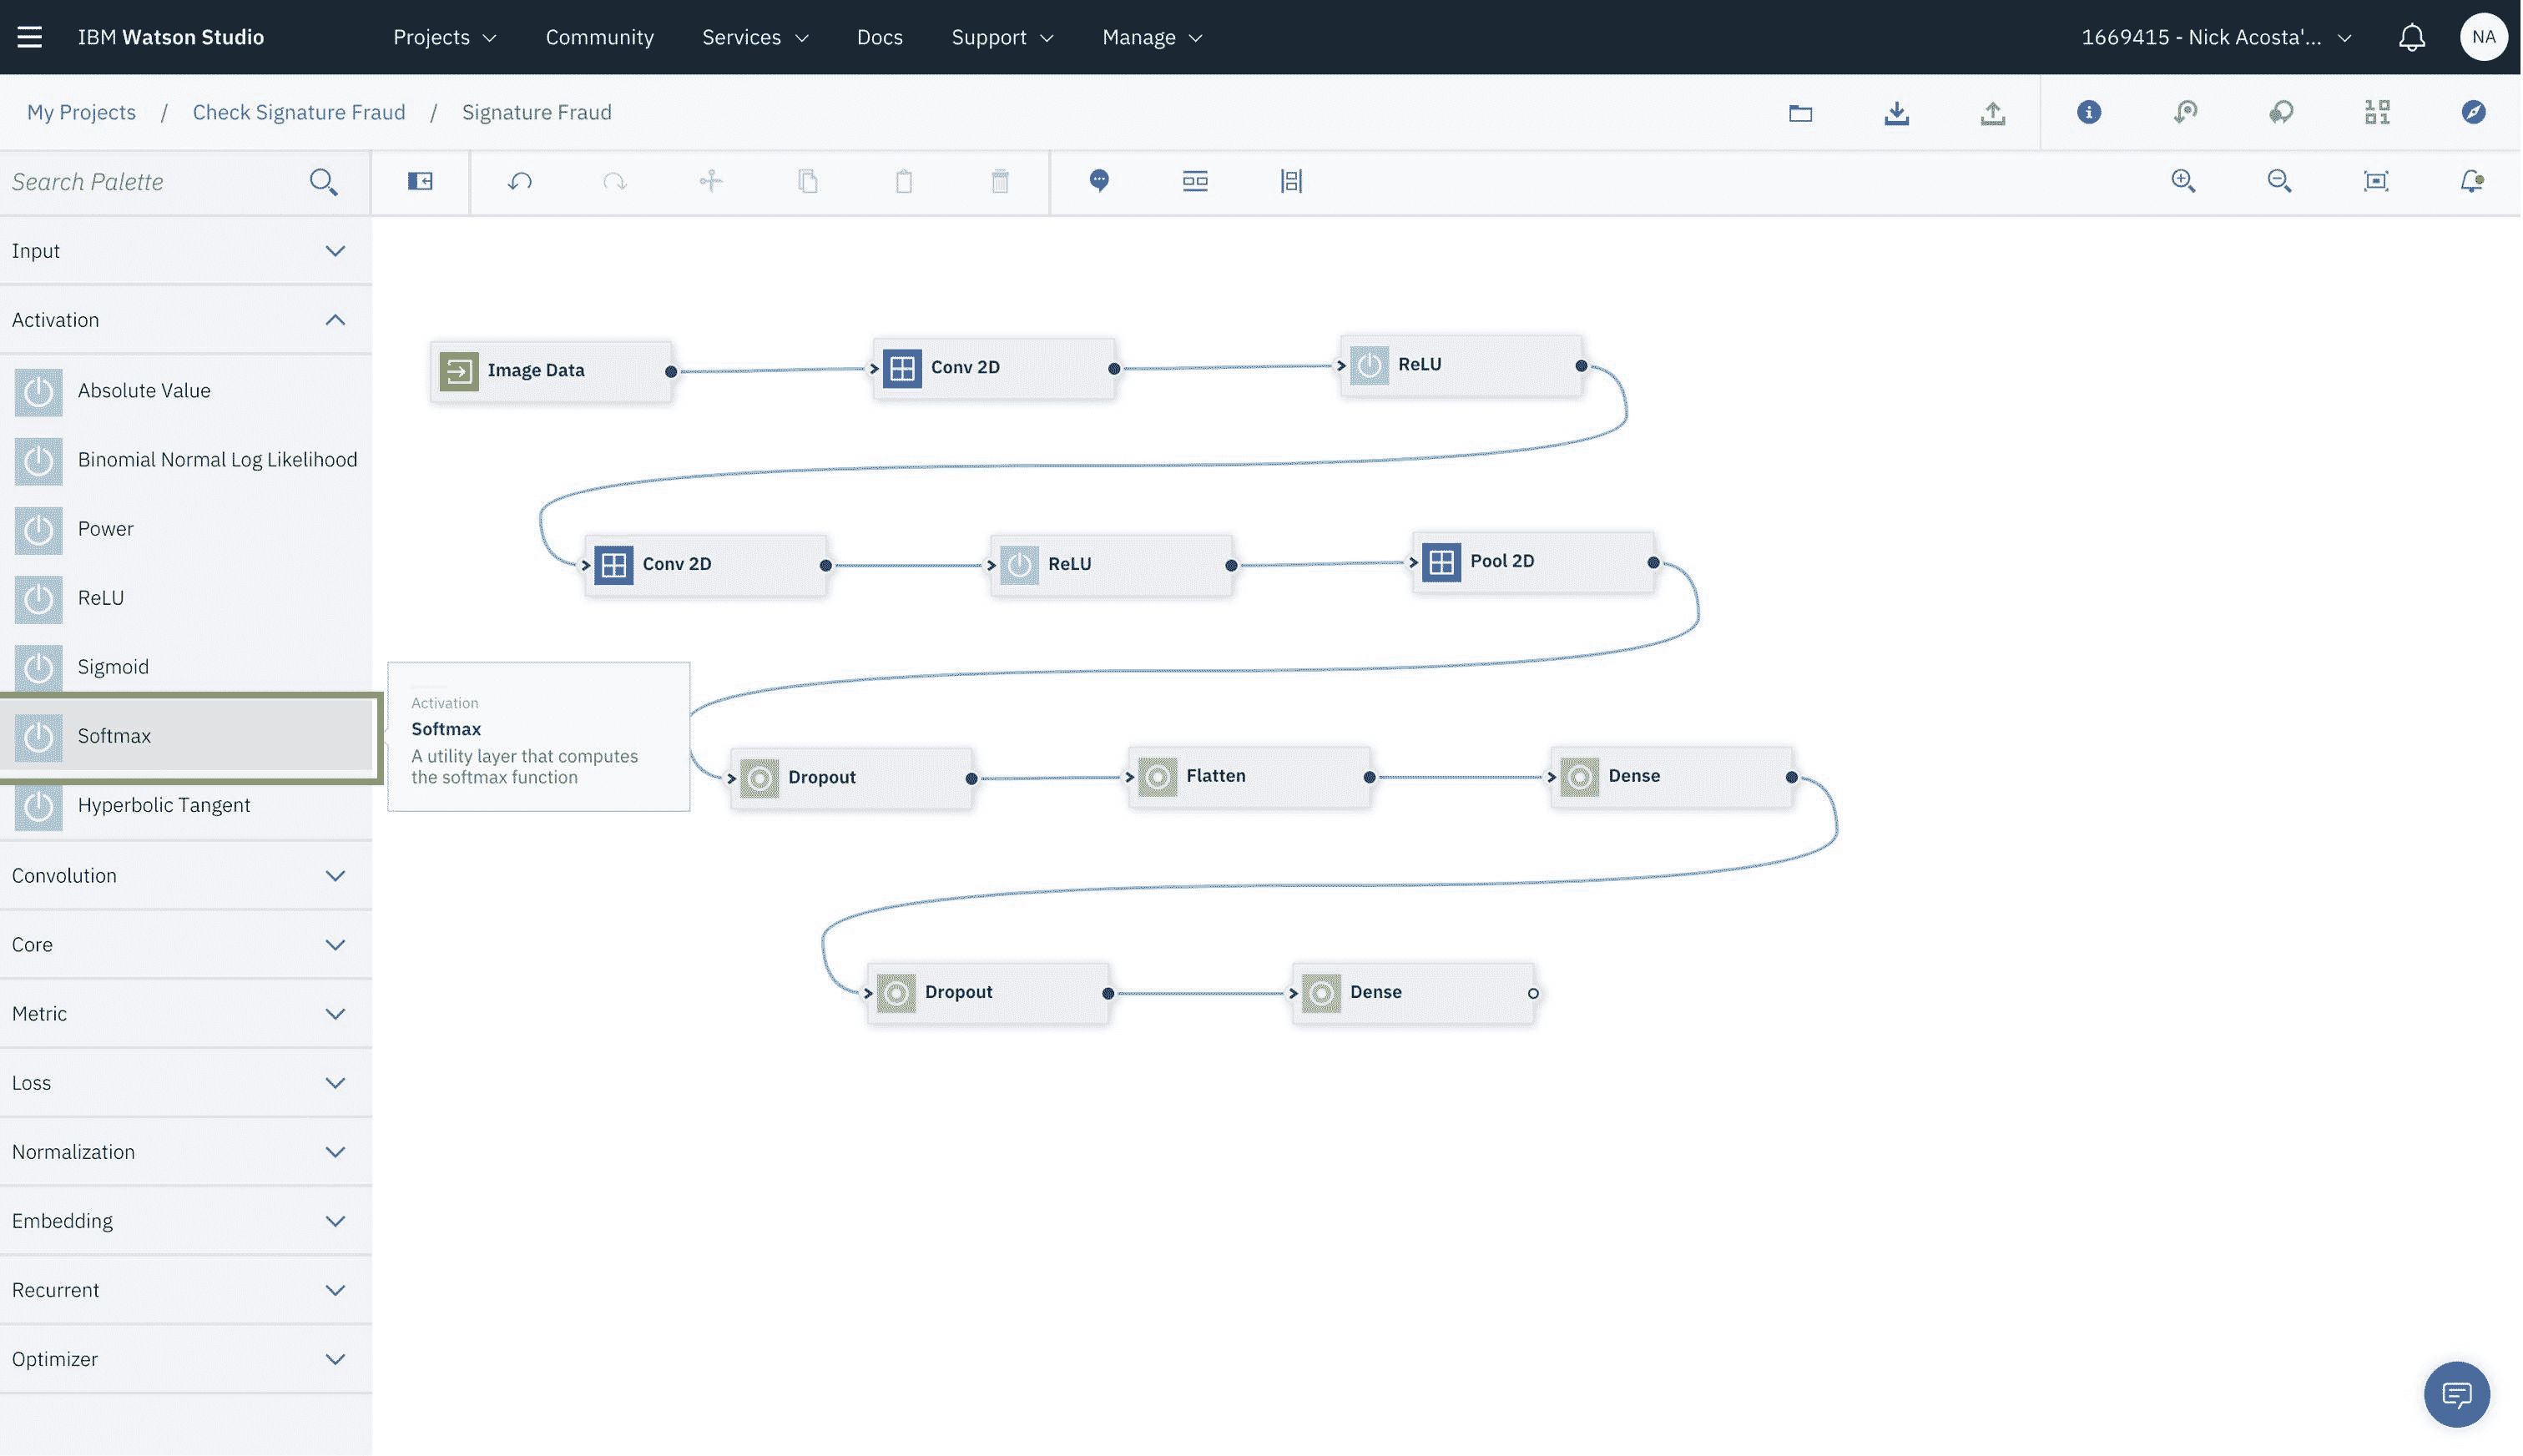 IBM Watson Studio
Projects
Community
Services
Docs
Support
Manage
1669415 - Nick Acosta'...
NA
My Projects / Check Signature Fraud / Signature Fraud
Search Palette
Input
Activation
Absolute Value
Binomial Normal Log Likelihood
Power
ReLU
Sigmoid
Softmax
Hyperbolic Tangent
Convolution
Core
Metric
Loss
Normalization
Embedding
Recurrent
Optimizer
Image Data
Conv 2D
ReLU
Conv 2D
ReLU
Pool 2D
Activation
Softmax
A utility layer that computes
the softmax function
Dropout
Flatten
Dense
Dropout
Dense